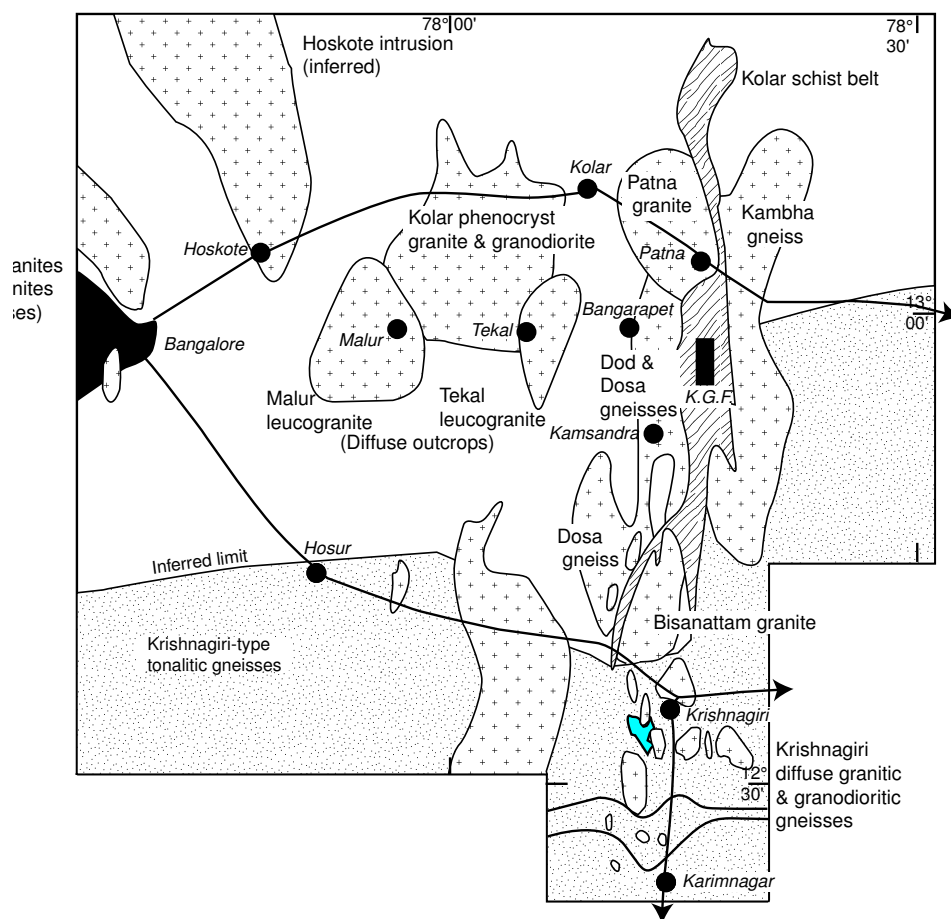 78°00'
78°
30'
Hoskote intrusion
(inferred)
Kolar schist belt
Kolar
Patna
granite
Kambha
gneiss
Kolar phenocryst
granite & granodiorite
Hoskote
Patna
anites
nites
ses)
13°
00'
Bangarapet
Malur
Tekal
Bangalore
Dod &
Dosa
gneisses
K.G.F.
Malur
leucogranite
Tekal
leucogranite
(Diffuse outcrops)
Kamsandra
Dosa
gneiss
Inferred limit
Hosur
Bisanattam granite
Krishnagiri-type
tonalitic gneisses
Krishnagiri
Krishnagiri
diffuse granitic
& granodioritic
gneisses
12°
30'
Karimnagar